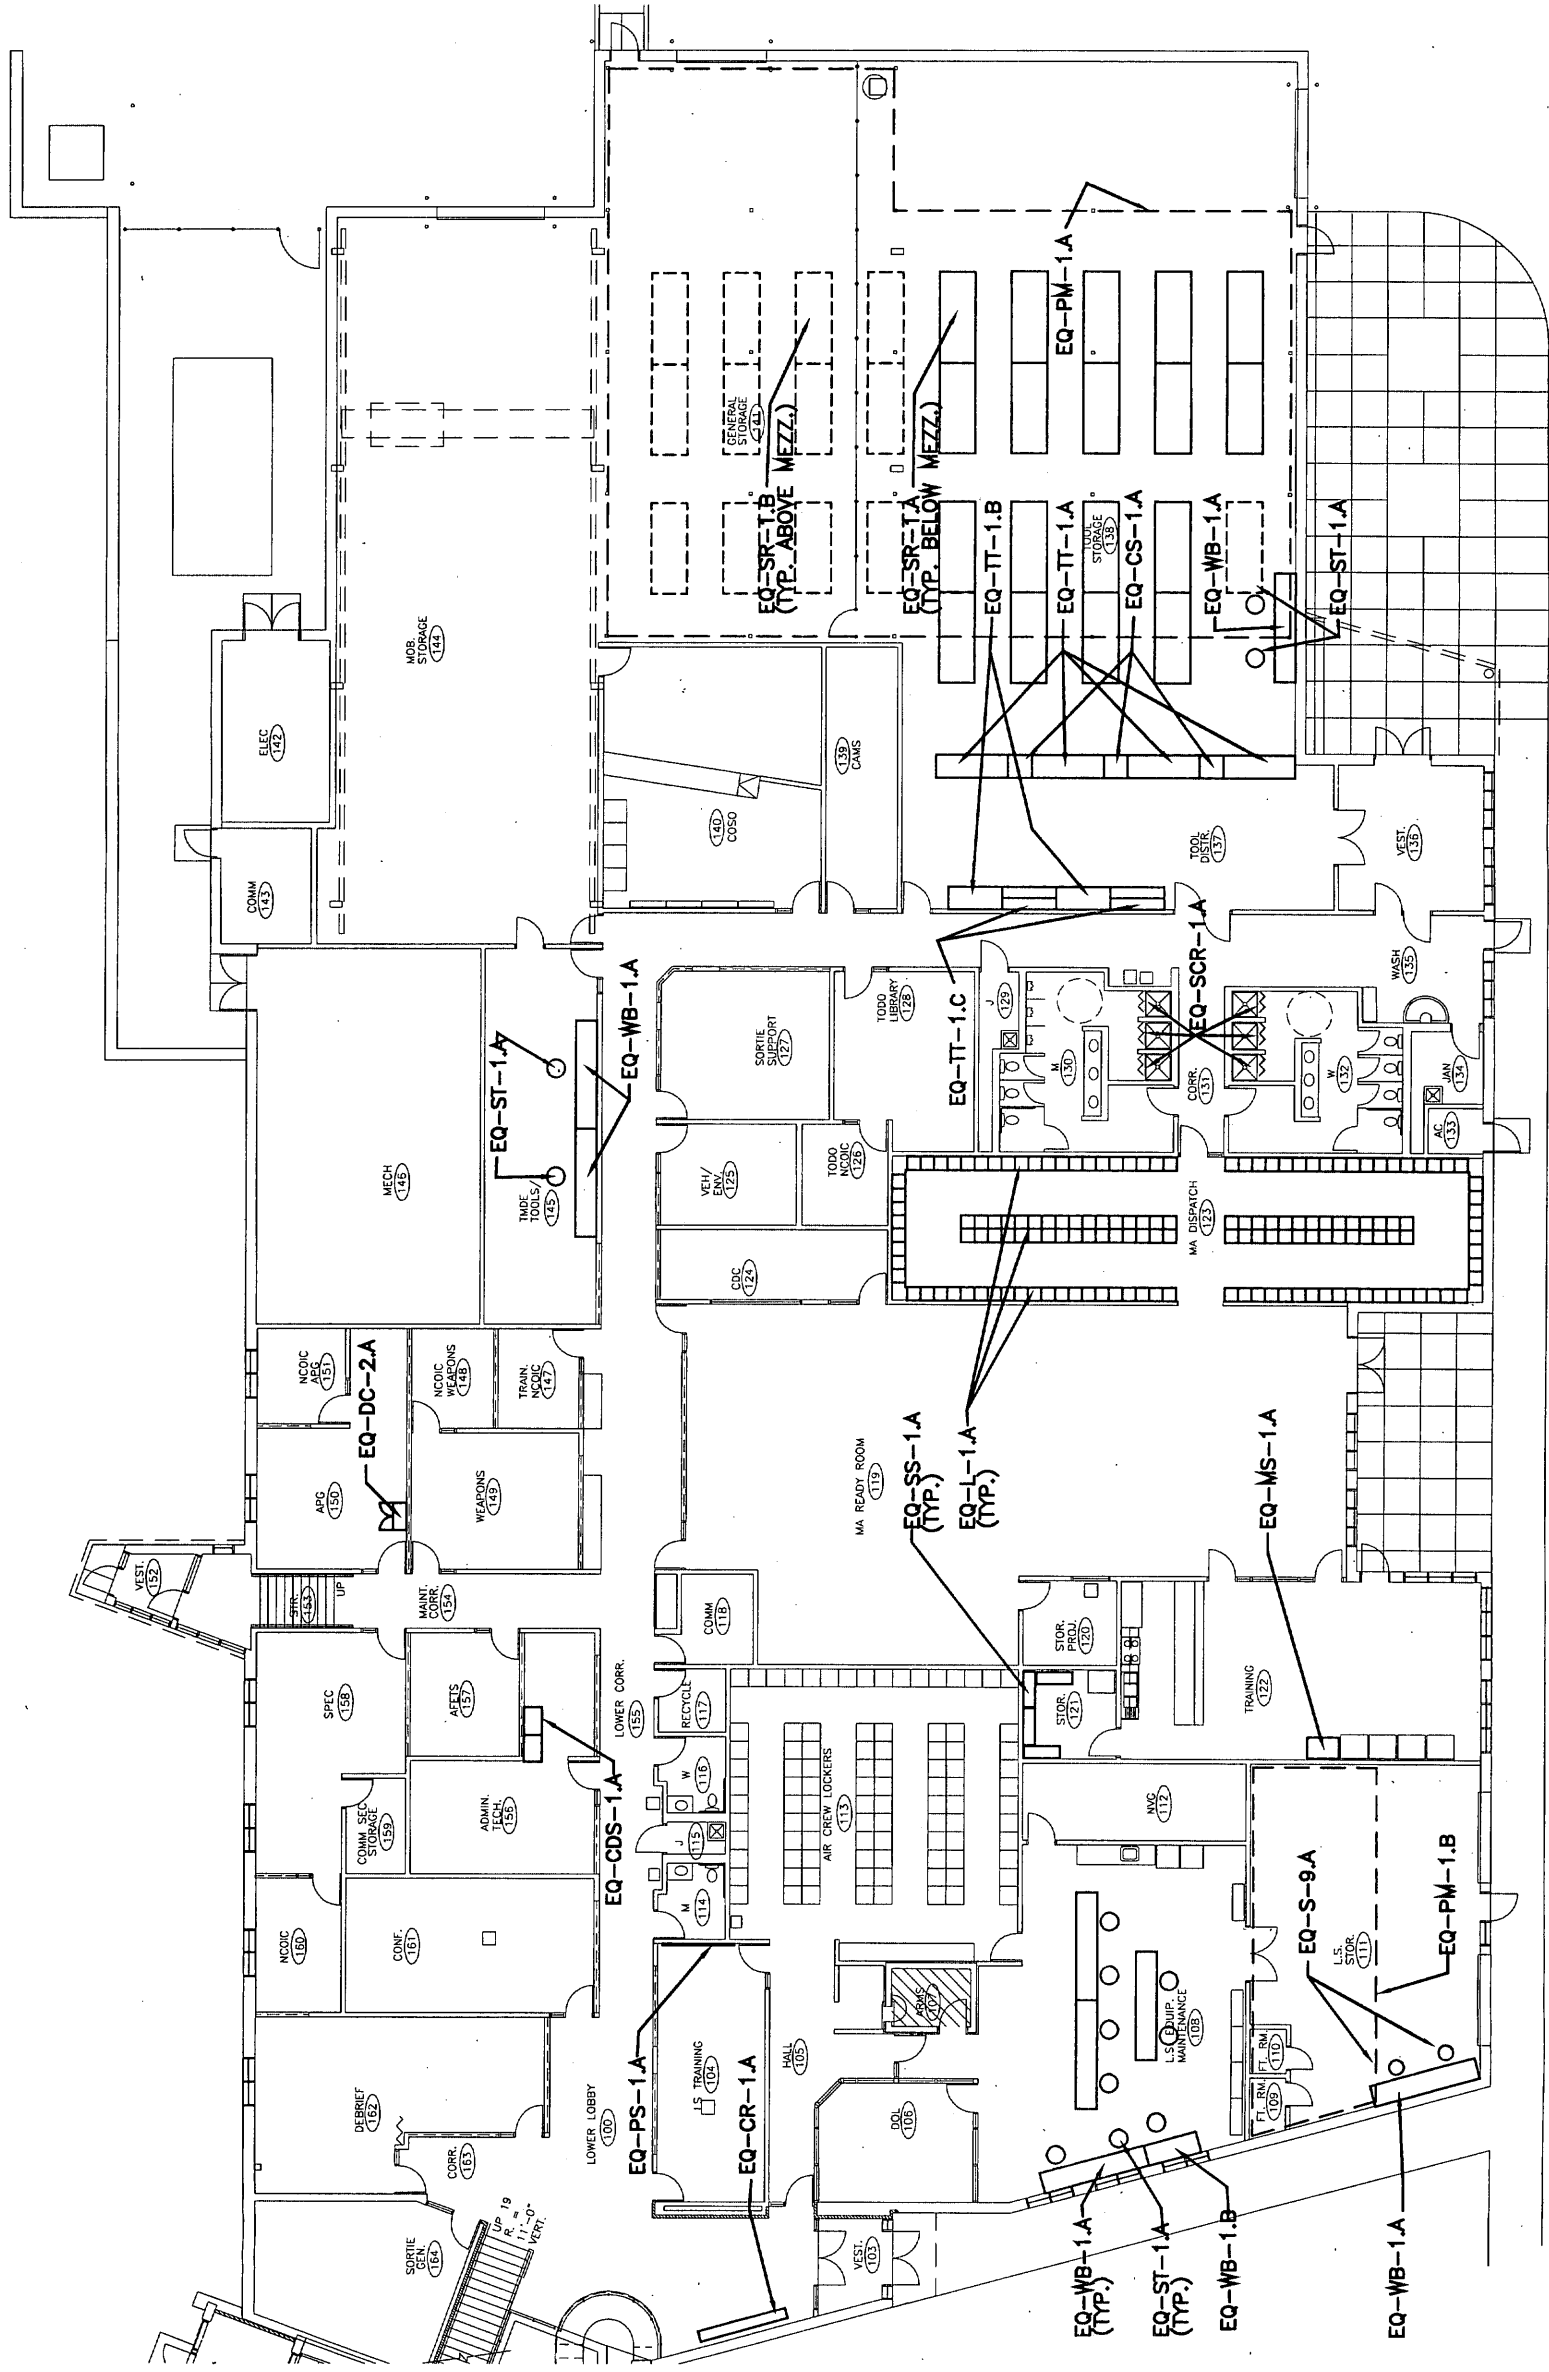 VEST.
152
STR.
153
UP
MAINT.
CORR.
154
SORTIE
GEN.
164
UP 19
R. =
11'-0"
VERT.
CORR.
163
DEBRIEF
162
NCOIC
160
CONF.
161
COMM SEC
STORAGE
159
ADMIN.
TECH.
156
SPEC
158
AFETS
157
EQ-CDS-1.A
APG
150
NCOIC
APG
151
EQ-DC-2.A
WEAPONS
149
NCOIC
WEAPONS
148
TRAIN.
NCOIC
147
MECH
146
TMDE
TOOLS/
145
EQ-ST-1.A
EQ-WB-1.A
COMM
143
ELEC
142
MOB.
STORAGE
144
LOWER LOBBY
100
LOWER CORR.
155
EQ-PS-1.A
EQ-CR-1.A
VEST.
103
TRAINING
104
HALL
105
DOL
106
ARMS
107
M
114
J
115
W
116
RECYCLE
117
COMM
118
AIR CREW LOCKERS
113
L.S. EQUIP.
MAINTENANCE
108
FT. RM.
109
FT. RM.
110
L.S.
STOR.
111
NVG
112
EQ-S-9.A
EQ-PM-1.B
EQ-WB-1.A
(TYP.)
EQ-ST-1.A
(TYP.)
EQ-WB-1.B
EQ-WB-1.A
STOR.
121
STOR.
PROJ.
120
TRAINING
122
EQ-MS-1.A
MA READY ROOM
119
EQ-SS-1.A
(TYP.)
EQ-L-1.A
(TYP.)
CDC
124
VEH/
ENV.
125
TODO
NCOIC
126
SORTIE
SUPPORT
127
TODO
LIBRARY
128
MA DISPATCH
123
J
129
M
130
CORR.
131
W
132
AC
133
JAN
134
WASH
135
VEST.
136
EQ-SCR-1.A
EQ-TT-1.C
TOOL
DISTR.
137
139
CAMS
140
COSO
EQ-TT-1.B
EQ-TT-1.A
EQ-CS-1.A
EQ-WB-1.A
EQ-ST-1.A
TOOL
STORAGE
138
GENERAL
STORAGE
141
EQ-SR-1.B
(TYP. ABOVE MEZZ.)
EQ-SR-1.A
(TYP. BELOW MEZZ.)
EQ-PM-1.A